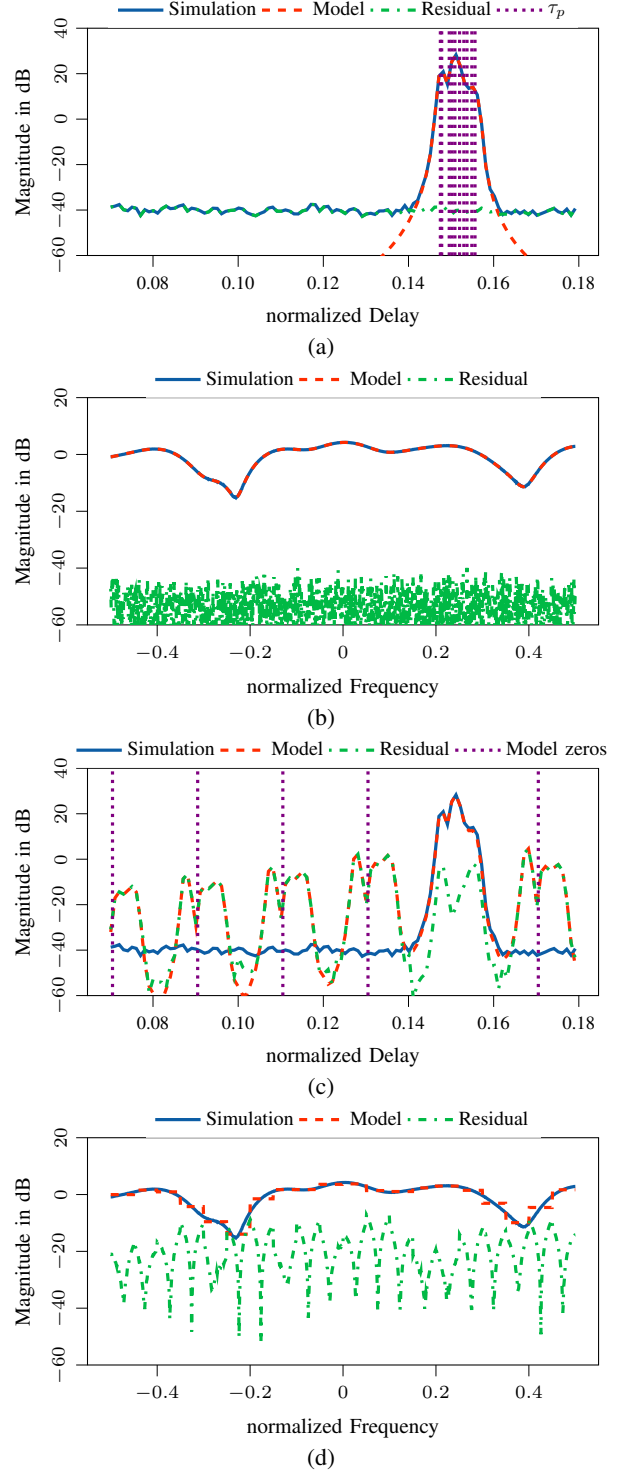 Simulation Model Residual τp
Magnitude in dB
40
20
0
−20
−40
−60
0.08 0.10 0.12 0.14 0.16 0.18
normalized Delay
(a)
Simulation Model Residual
Magnitude in dB
20
0
−20
−40
−60
−0.4 −0.2 0 0.2 0.4
normalized Frequency
(b)
Simulation Model Residual Model zeros
Magnitude in dB
40
20
0
−20
−40
−60
0.08 0.10 0.12 0.14 0.16 0.18
normalized Delay
(c)
Simulation Model Residual
Magnitude in dB
20
0
−20
−40
−60
−0.4 −0.2 0 0.2 0.4
normalized Frequency
(d)